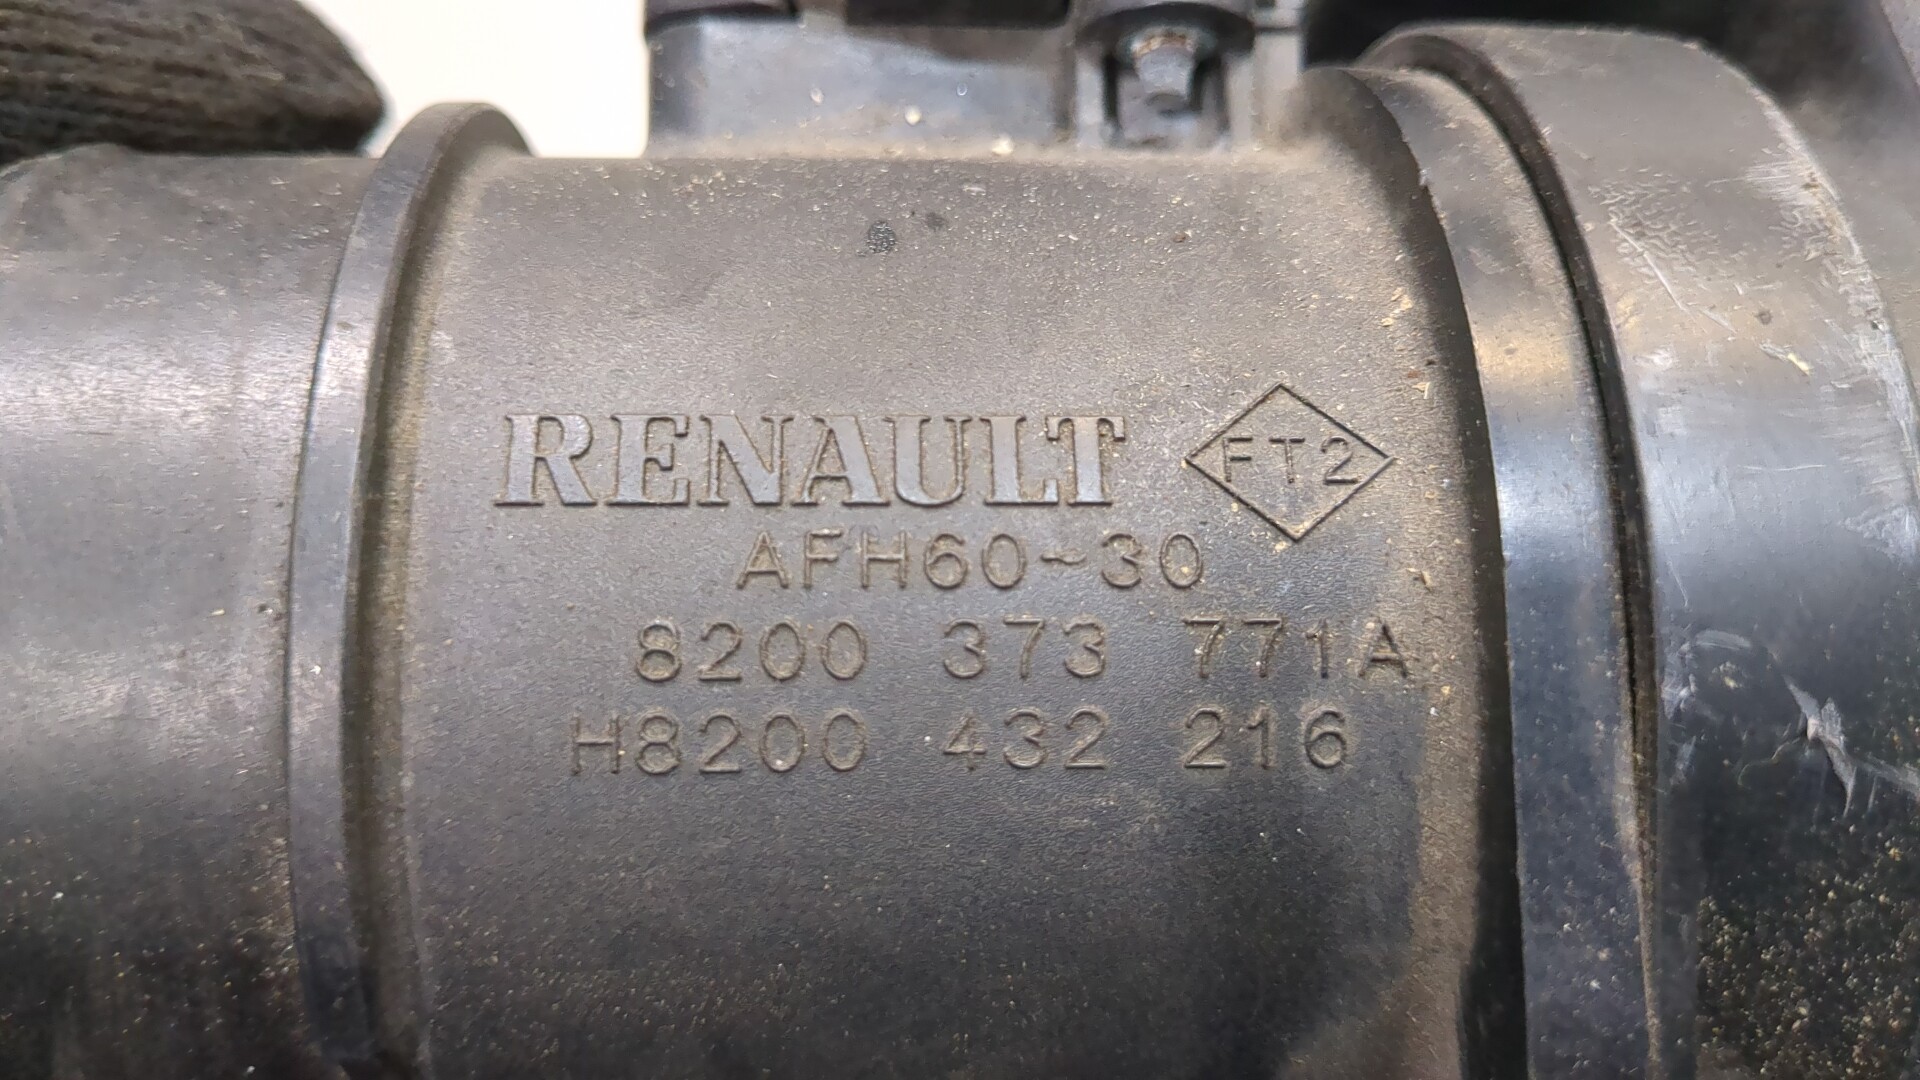 RENAULT FT2
AFH60-30
8200 373 771A
H8200 432 216